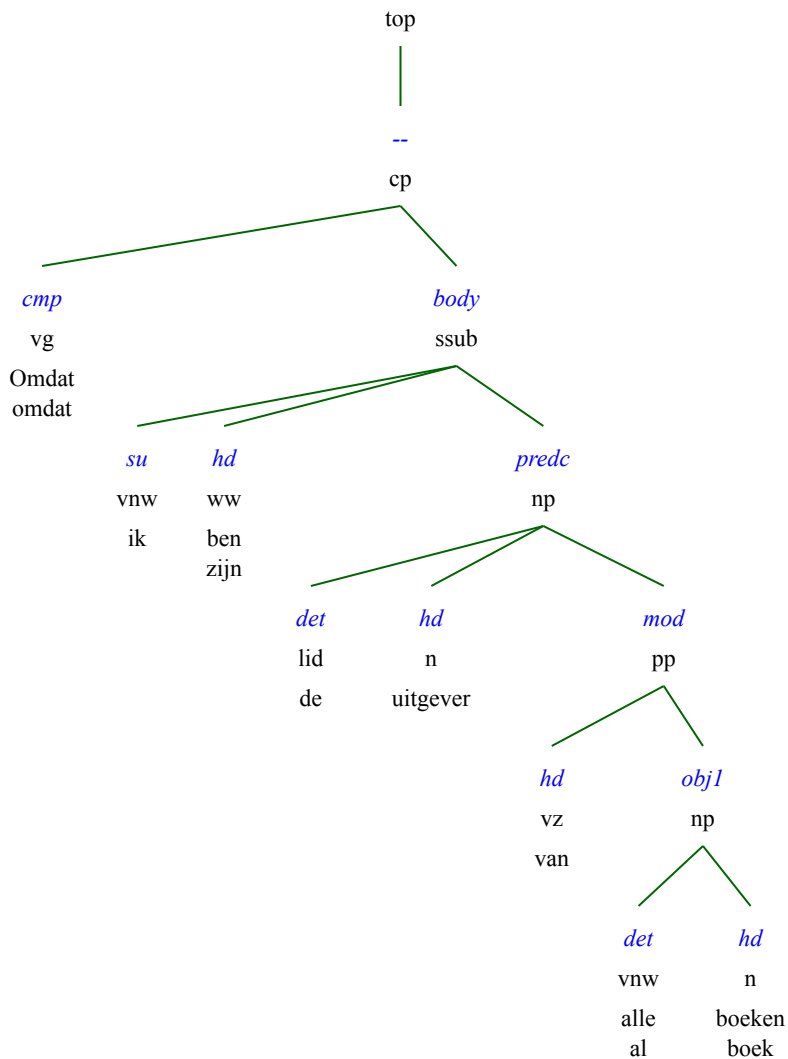 top
--
cp
cmp body
vg ssub
Omdat
omdat
su hd predc
vnw ww np
ik ben
zijn
det hd mod
lid n pp
de uitgever
hd obj1
vz np
van
det hd
vnw n
alle boeken
al boek